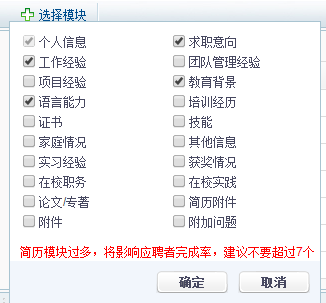 选择模块
个人信息 求职意向
工作经验 团队管理经验
项目经验 教育背景
语言能力 培训经历
证书 技能
家庭情况 其他信息
实习经验 获奖情况
在校职务 在校实践
论文/专著 简历附件
附件 附加问题
简历模块过多，将影响应聘者完成率，建议不要超过7个
确定 取消